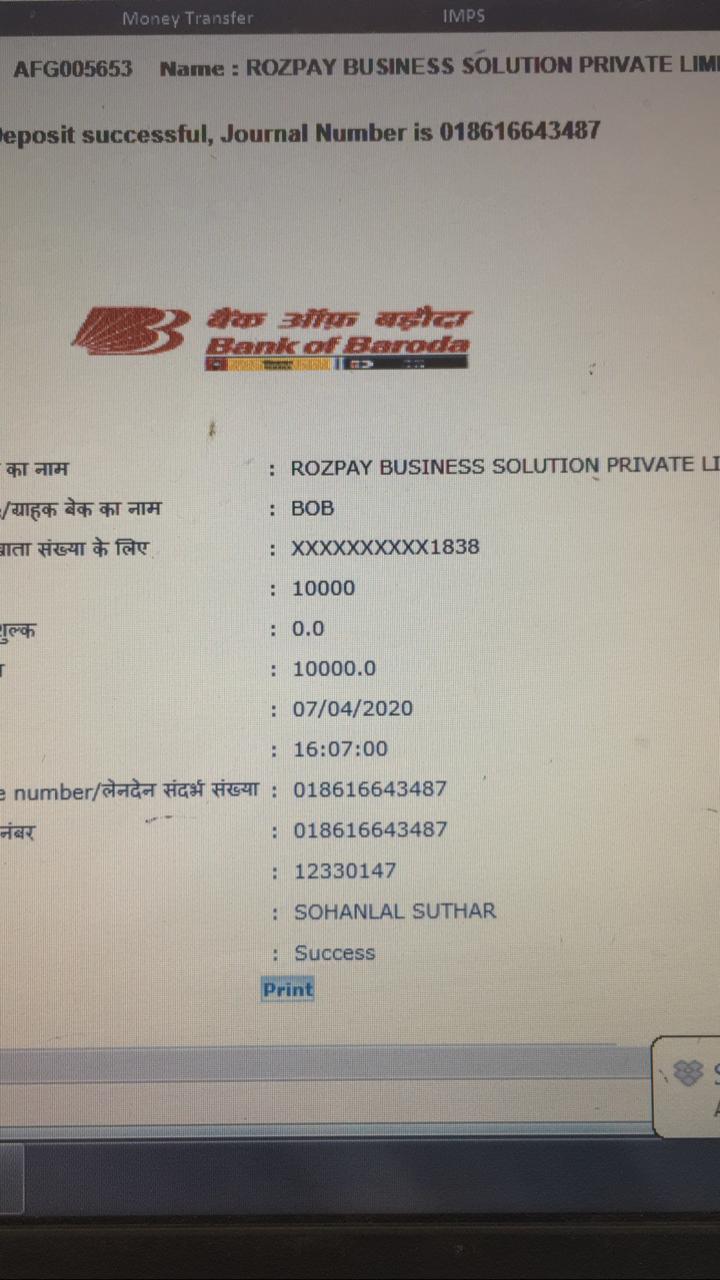 Money Transfer IMPS
AFG005653 Name : ROZPAY BUSINESS SOLUTION PRIVATE LIM
Deposit successful, Journal Number is 018616643487
बैंक ऑफ़ बड़ौदा
Bank of Baroda
का नाम : ROZPAY BUSINESS SOLUTION PRIVATE LI
/ग्राहक बेक का नाम : BOB
खाता संख्या के लिए : XXXXXXXXXX1838
: 10000
शुल्क : 0.0
: 10000.0
: 07/04/2020
: 16:07:00
e number/लेनदेन संदर्भ संख्या : 018616643487
नंबर : 018616643487
: 12330147
: SOHANLAL SUTHAR
: Success
Print